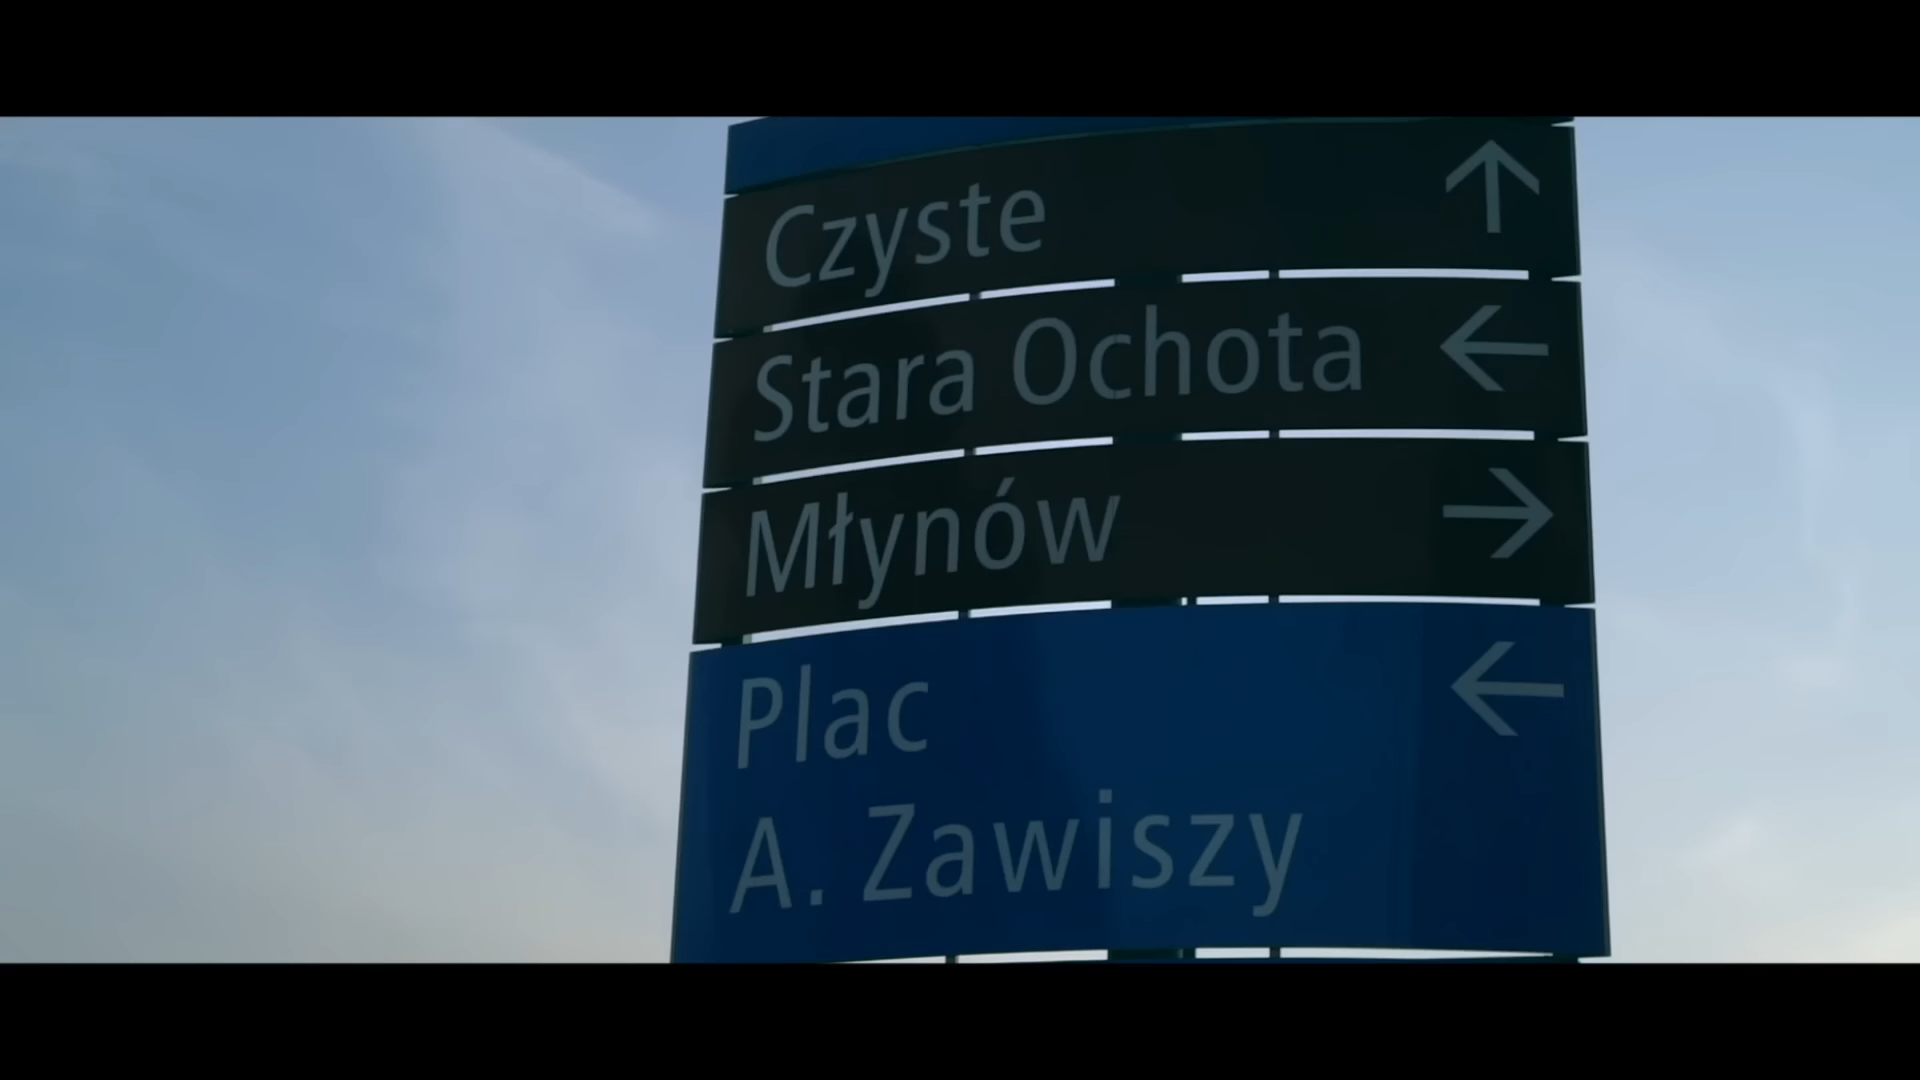 Czyste ↑
Stara Ochota ←
Młynów →
Plac ←
A. Zawiszy